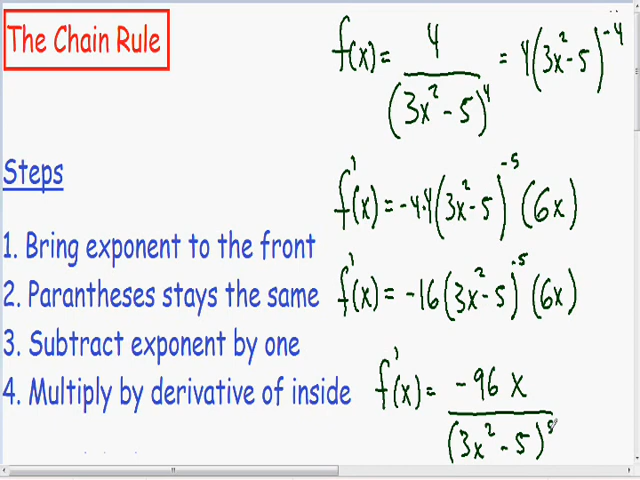 The Chain Rule
f(x) = 4/(3x² - 5)⁴ = 4(3x² - 5)⁻⁴
Steps
f'(x) = -4·4(3x² - 5)⁻⁵ (6x)
1. Bring exponent to the front
f'(x) = -16(3x² - 5)⁻⁵ (6x)
2. Parantheses stays the same
3. Subtract exponent by one
4. Multiply by derivative of inside
f'(x) = -96x/(3x² - 5)⁵